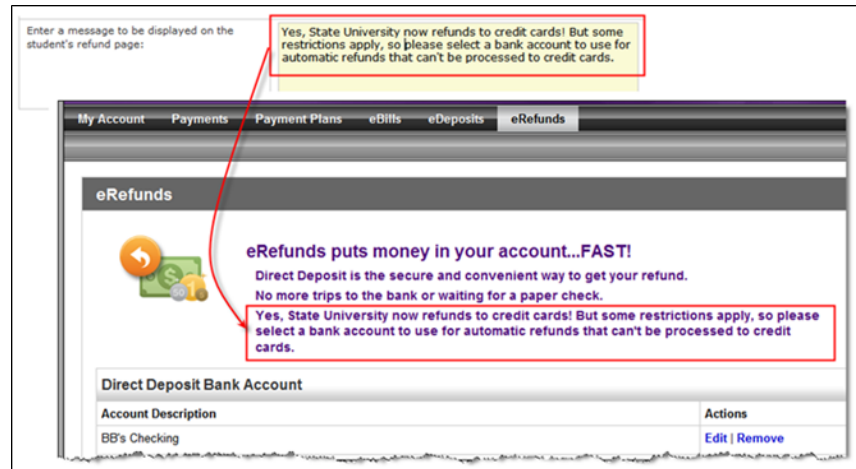 Enter a message to be displayed on the
student's refund page:
Yes, State University now refunds to credit cards! But some
restrictions apply, so please select a bank account to use for
automatic refunds that can't be processed to credit cards.
My Account Payments Payment Plans eBills eDeposits eRefunds
eRefunds
eRefunds puts money in your account...FAST!
Direct Deposit is the secure and convenient way to get your refund.
No more trips to the bank or waiting for a paper check.
Yes, State University now refunds to credit cards! But some restrictions apply, so please
select a bank account to use for automatic refunds that can't be processed to credit
cards.
Direct Deposit Bank Account
Account Description Actions
BB's Checking Edit | Remove